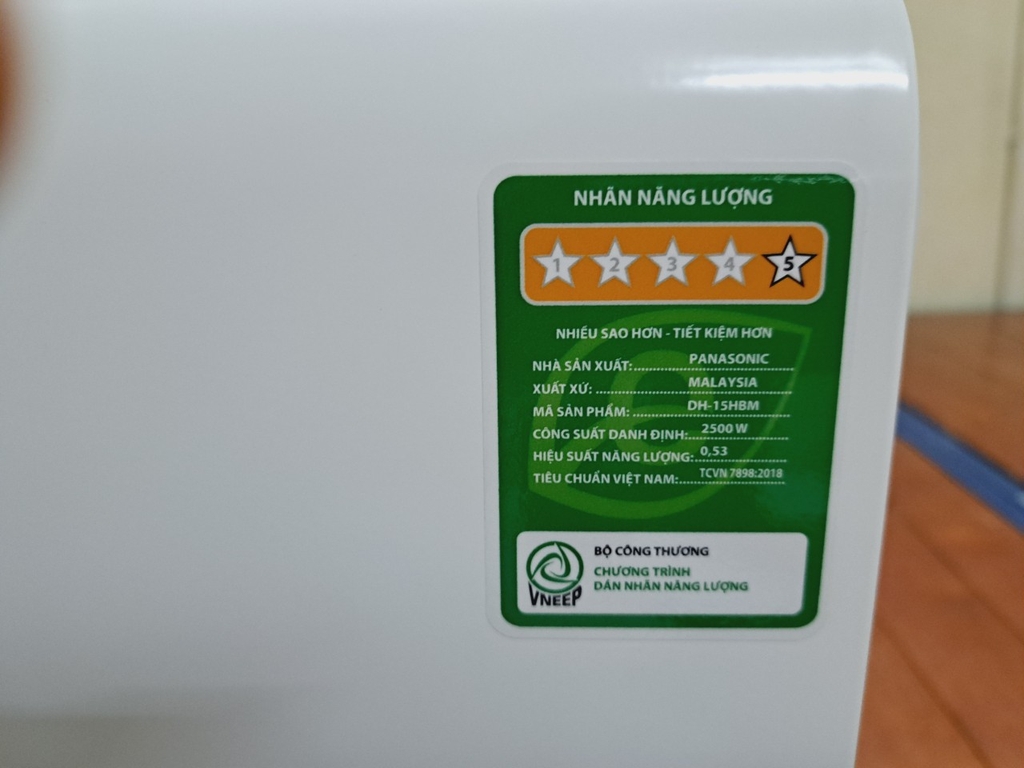 NHÃN NĂNG LƯỢNG
1 2 3 4 5
NHIỀU SAO HƠN - TIẾT KIỆM HƠN
NHÀ SẢN XUẤT:..........PANASONIC
XUẤT XỨ:..........MALAYSIA
MÃ SẢN PHẨM:..........DH-15HBM
CÔNG SUẤT DANH ĐỊNH:..........2500 W
HIỆU SUẤT NĂNG LƯỢNG:..........0,53
TIÊU CHUẨN VIỆT NAM:..........TCVN 7898:2018
BỘ CÔNG THƯƠNG
CHƯƠNG TRÌNH
DÁN NHÃN NĂNG LƯỢNG
VNEEP